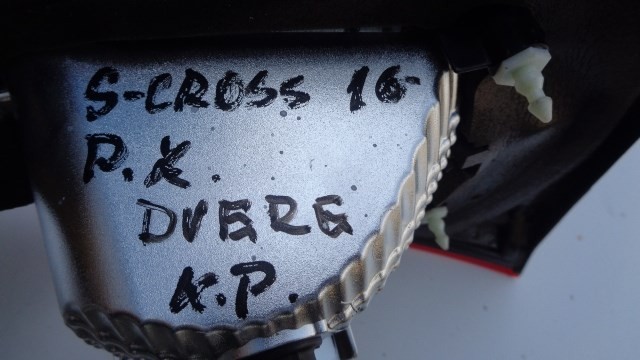 S-CROSS 16-
P.X.
DVERE
K.P.